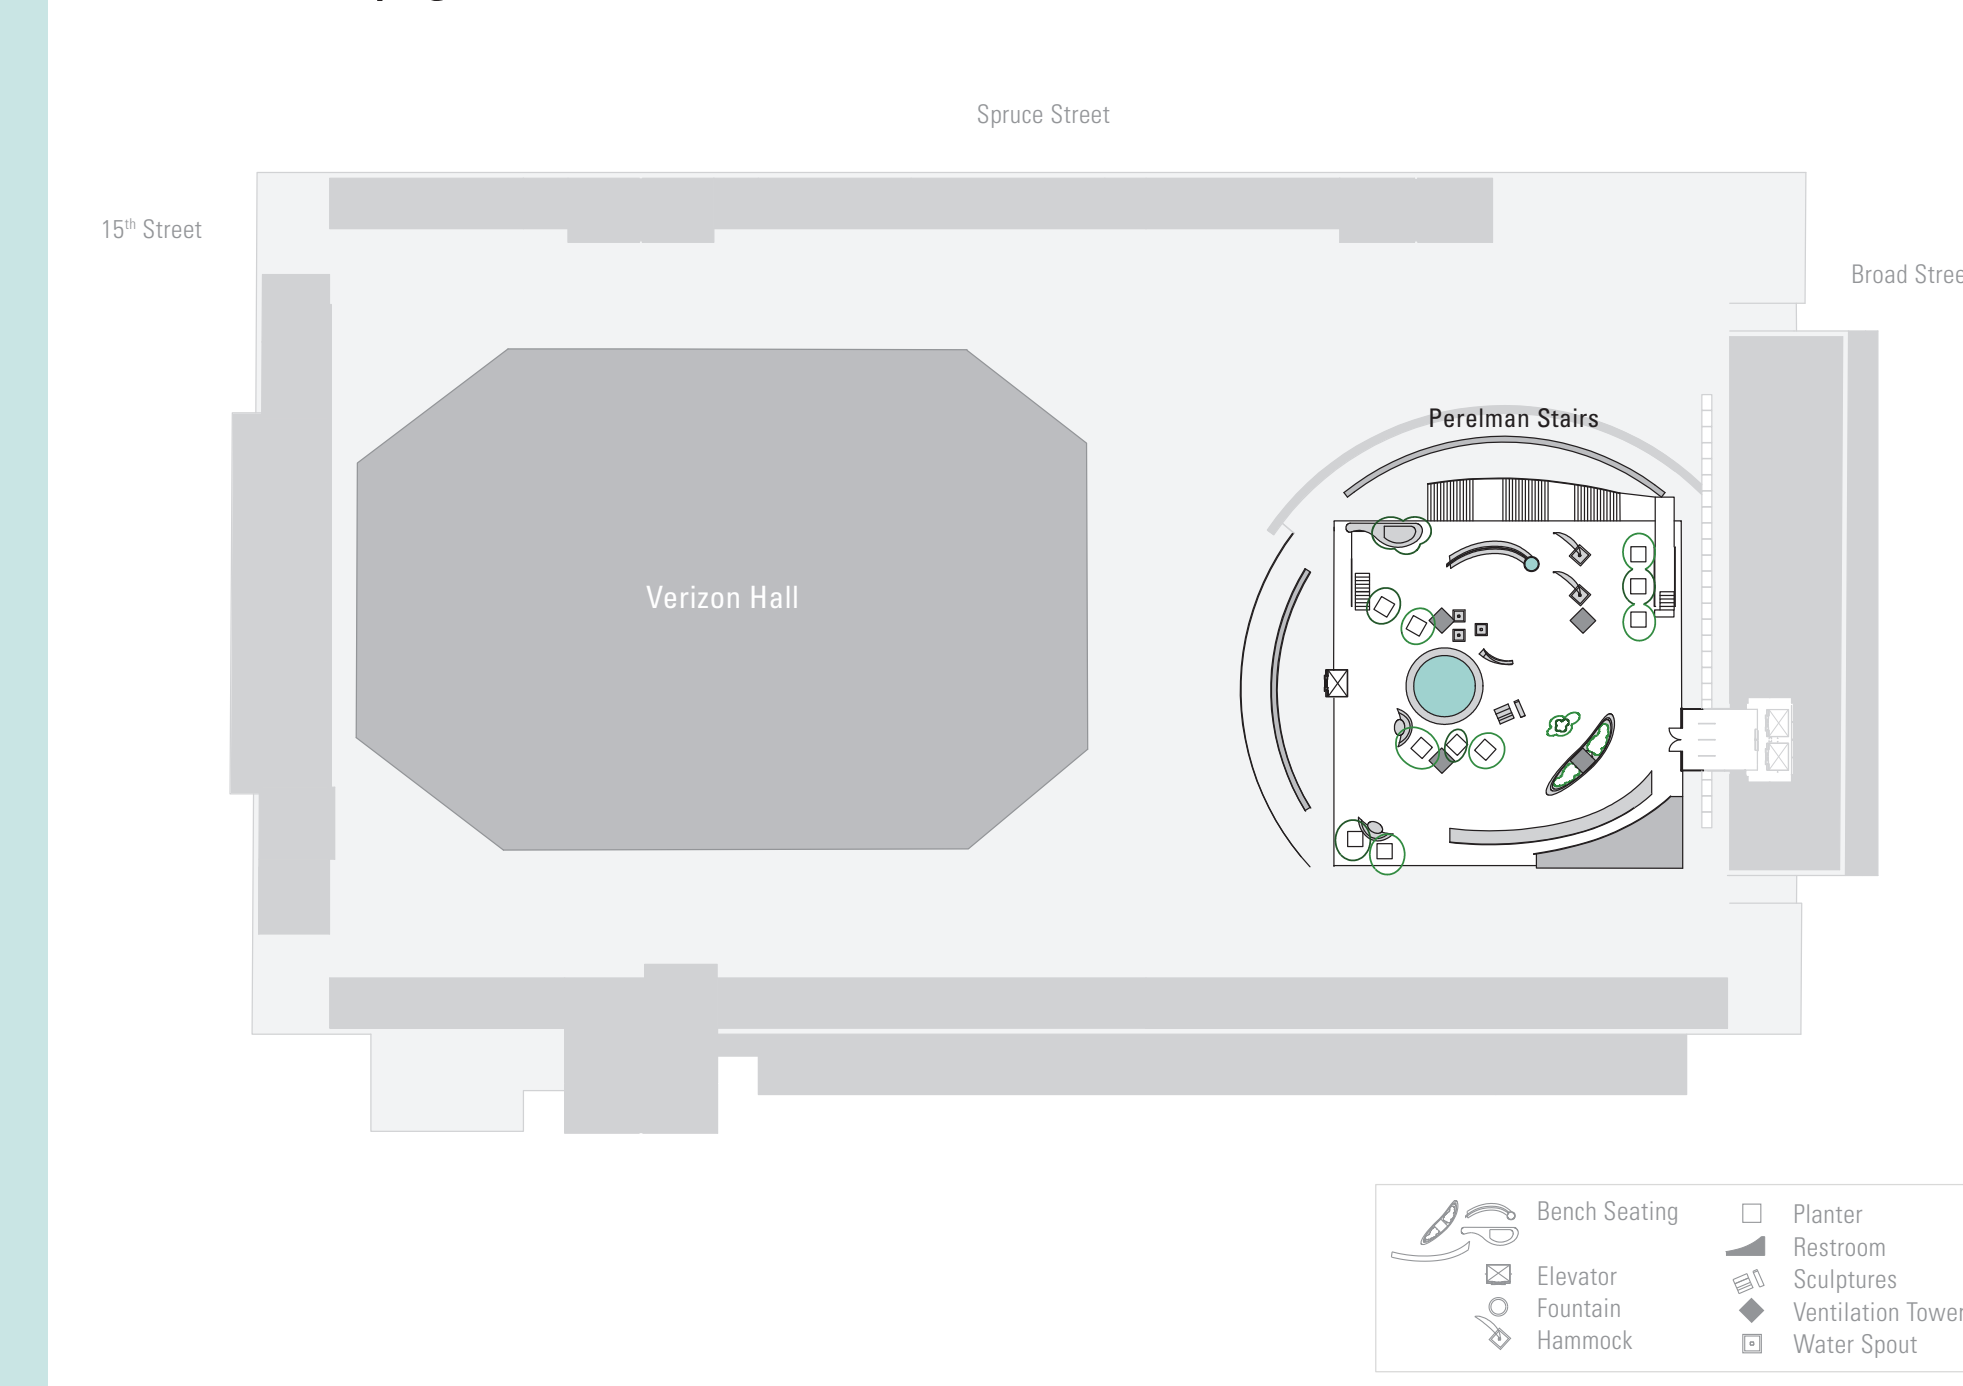 Spruce Street
15th Street
Broad Stree
Perelman Stairs
Verizon Hall
Bench Seating
Elevator
Fountain
Hammock
Planter
Restroom
Sculptures
Ventilation Tower
Water Spout